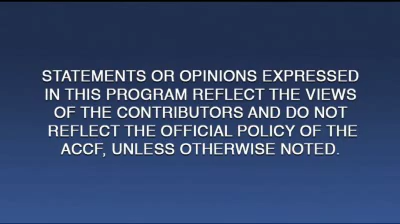 STATEMENTS OR OPINIONS EXPRESSED
IN THIS PROGRAM REFLECT THE VIEWS
OF THE CONTRIBUTORS AND DO NOT
REFLECT THE OFFICIAL POLICY OF THE
ACCF, UNLESS OTHERWISE NOTED.